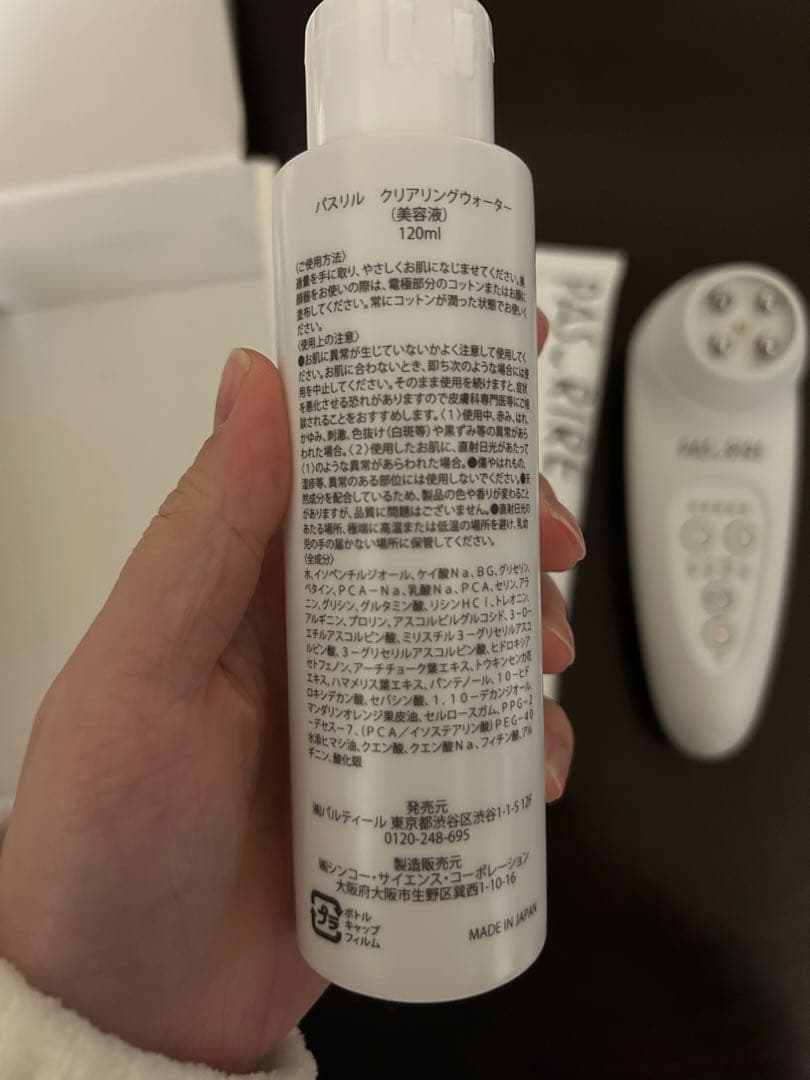 パスリル　クリアリングウォーター
（美容液）
120ml
〈ご使用方法〉
適量を手に取り、やさしくお肌になじませてください。美
顔器をお使いの際は、電極部分のコットンまたはお顔に
塗布してください。常にコットンが潤った状態でお使いく
ださい。
〈使用上の注意〉
●お肌に異常が生じていないかよく注意して使用してく
ださい。お肌に合わないとき、即ち次のような場合には使
用を中止してください。そのまま使用を続けますと、症状
を悪化させる恐れがありますので皮膚科専門医等にご相
談されることをおすすめします。〈1〉使用中、赤み、はれ、
かゆみ、刺激、色抜け（白斑等）や黒ずみ等の異常があら
われた場合。〈2〉使用したお肌に、直射日光があたって
〈1〉のような異常があらわれた場合。●傷やはれもの、
湿疹等、異常のある部位には使用しないでください。●天
然成分を配合しているため、製品の色や香りが変わること
がありますが、品質に問題はございません。●直射日光の
あたる場所、極端に高温または低温の場所を避け、乳幼
児の手の届かない場所に保管してください。
〈全成分〉
水、イソペンチルジオール、ケイ酸Ｎａ、ＢＧ、グリセリン、
ベタイン、ＰＣＡ－Ｎａ、乳酸Ｎａ、ＰＣＡ、セリン、アラ
ニン、グリシン、グルタミン酸、リシンＨＣｌ、トレオニン、
アルギニン、プロリン、アスコルビルグルコシド、３－Ｏ－
エチルアスコルビン酸、ミリスチル３－グリセリルアスコ
ルビン酸、３－グリセリルアスコルビン酸、ヒドロキシア
セトフェノン、アーチチョーク葉エキス、トウキンセンカ花
エキス、ハマメリス葉エキス、パンテノール、１０－ヒド
ロキシデカン酸、セバシン酸、１，１０－デカンジオール、
マンダリンオレンジ果皮油、セルロースガム、ＰＰＧ－２
－デセス－７、（ＰＣＡ／イソステアリン酸）ＰＥＧ－４０
水添ヒマシ油、クエン酸、クエン酸Ｎａ、フィチン酸、アル
ギニン、酸化銀
発売元
㈱パルティール 東京都渋谷区渋谷1-1-5 12F
0120-248-695
製造販売元
㈱シンコー・サイエンス・コーポレーション
大阪府大阪市生野区巽西1-10-16
プラ
ボトル
キャップ
フィルム
MADE IN JAPAN
PAS
RIRE